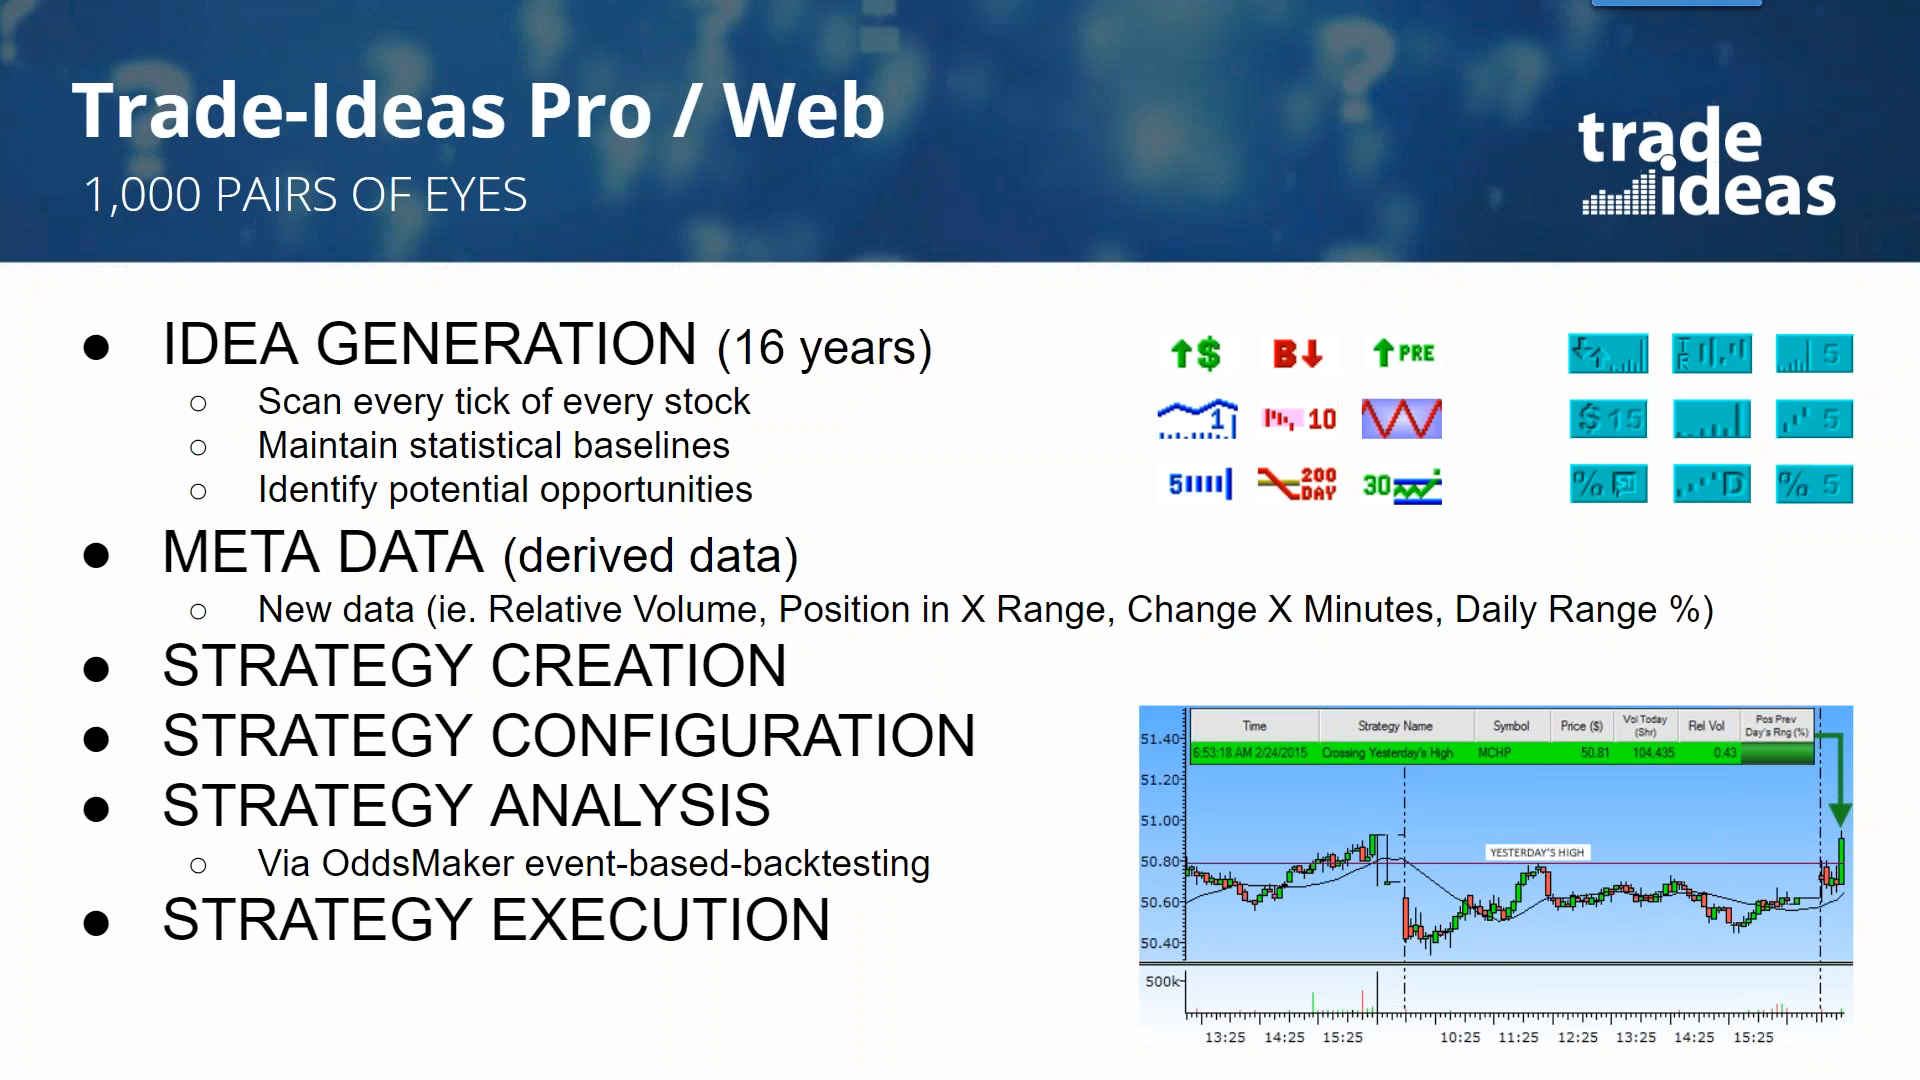 Trade-Ideas Pro / Web
1,000 PAIRS OF EYES
trade
ideas
● IDEA GENERATION (16 years)
○ Scan every tick of every stock
○ Maintain statistical baselines
○ Identify potential opportunities
● META DATA (derived data)
○ New data (ie. Relative Volume, Position in X Range, Change X Minutes, Daily Range %)
● STRATEGY CREATION
● STRATEGY CONFIGURATION
● STRATEGY ANALYSIS
○ Via OddsMaker event-based-backtesting
● STRATEGY EXECUTION
$ B PRE
1 10
5 200 DAY 30
5
$ 15 5
% D % 5
Time Strategy Name Symbol Price ($) Vol Today (Shr) Rel Vol Pos Prev Day's Rng (%)
6:53:18 AM 2/24/2015 Crossing Yesterday's High MCHP 50.81 104,435 0.43
51.40
51.20
51.00
50.80
50.60
50.40
YESTERDAY'S HIGH
500k
13:25 14:25 15:25 10:25 11:25 12:25 13:25 14:25 15:25